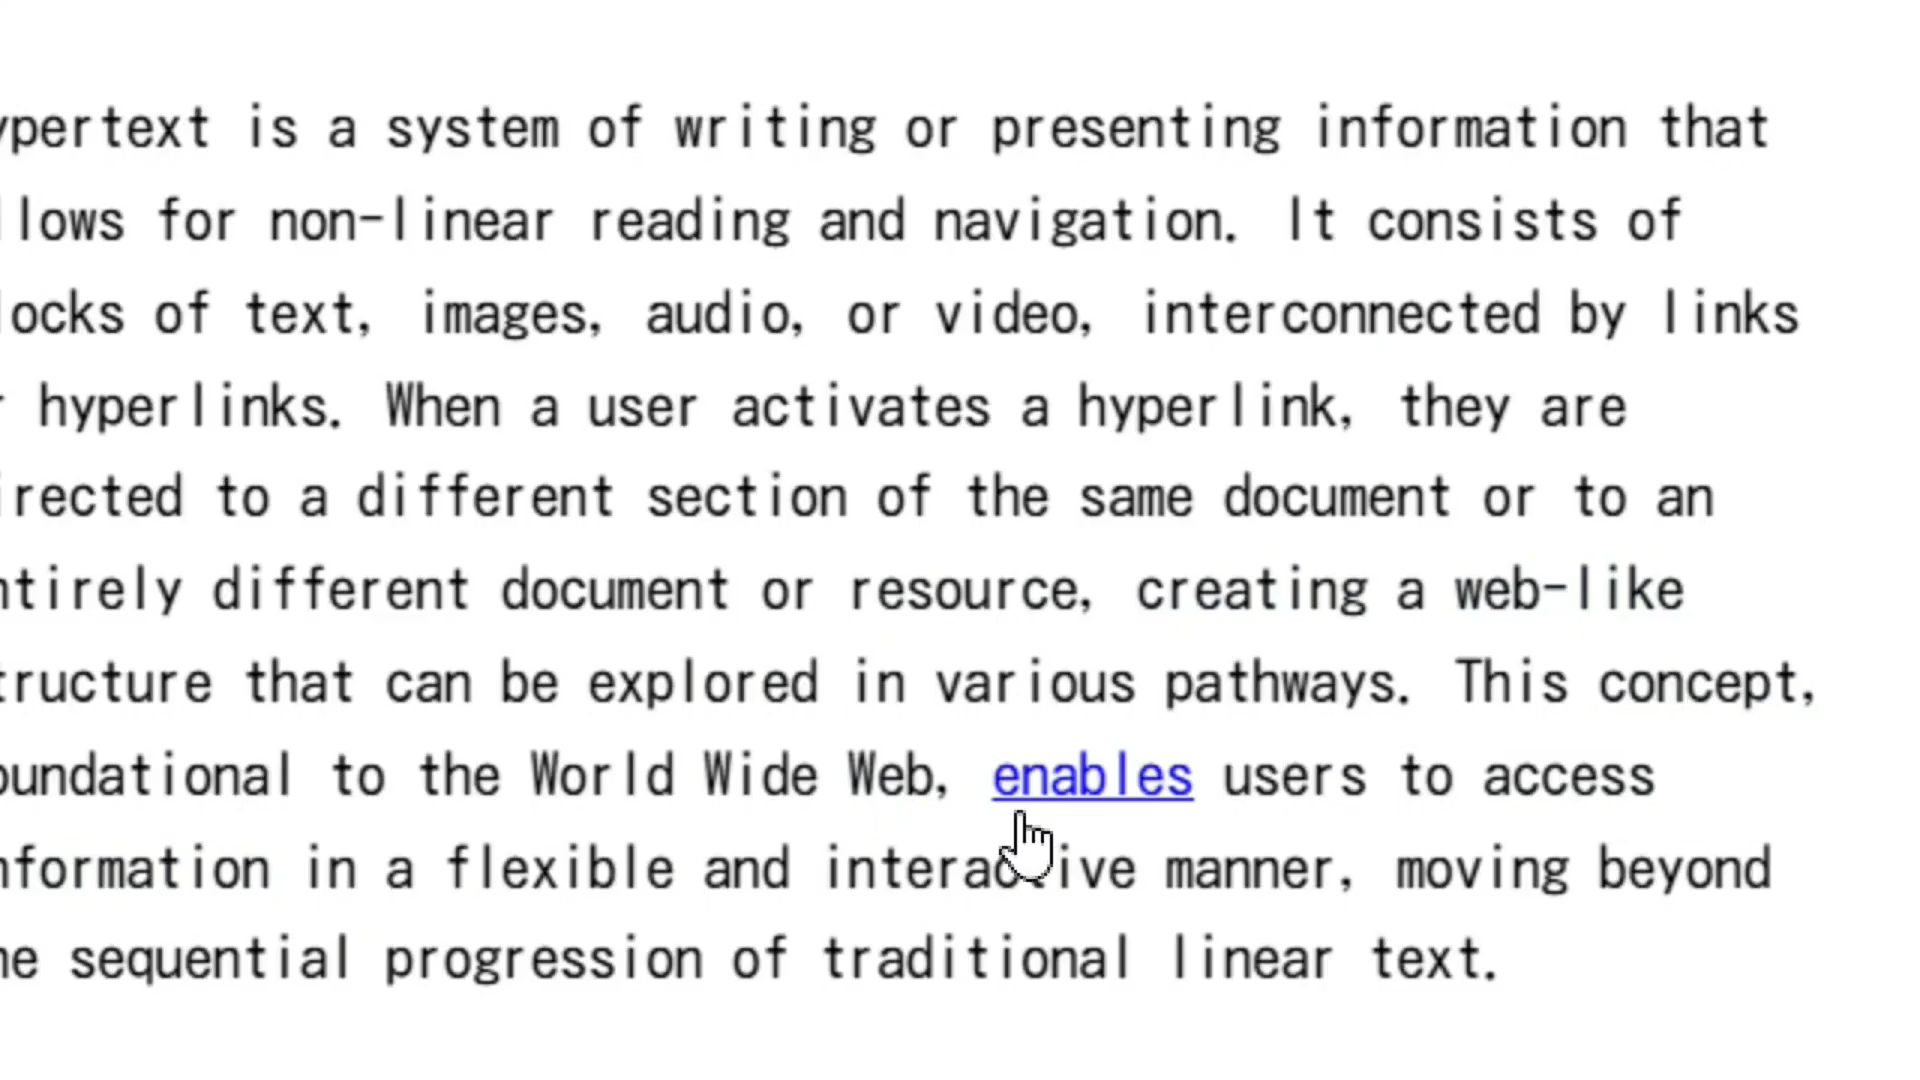 ypertext is a system of writing or presenting information that
llows for non-linear reading and navigation. It consists of
locks of text, images, audio, or video, interconnected by links
r hyperlinks. When a user activates a hyperlink, they are
irected to a different section of the same document or to an
ntirely different document or resource, creating a web-like
tructure that can be explored in various pathways. This concept,
oundational to the World Wide Web, enables users to access
nformation in a flexible and interactive manner, moving beyond
he sequential progression of traditional linear text.